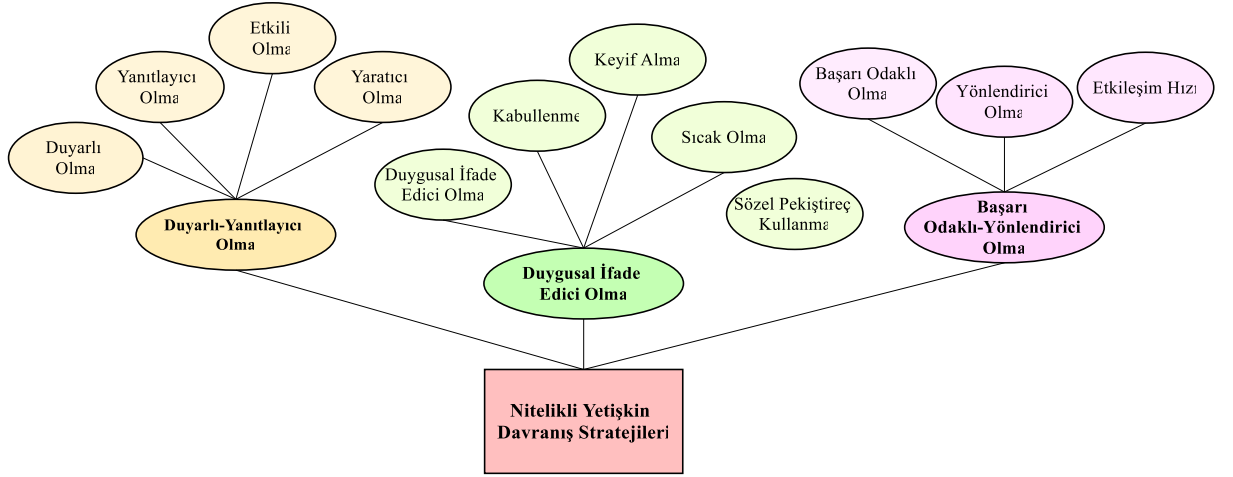 Etkili
Olma
Yanıtlayıcı
Olma
Yaratıcı
Olma
Duyarlı
Olma
Duyarlı-Yanıtlayıcı
Olma
Keyif Alma
Kabullenme
Sıcak Olma
Duygusal İfade
Edici Olma
Sözel Pekiştireç
Kullanma
Duygusal İfade
Edici Olma
Başarı Odaklı
Olma
Yönlendirici
Olma
Etkileşim Hızı
Başarı
Odaklı-Yönlendirici
Olma
Nitelikli Yetişkin
Davranış Stratejileri